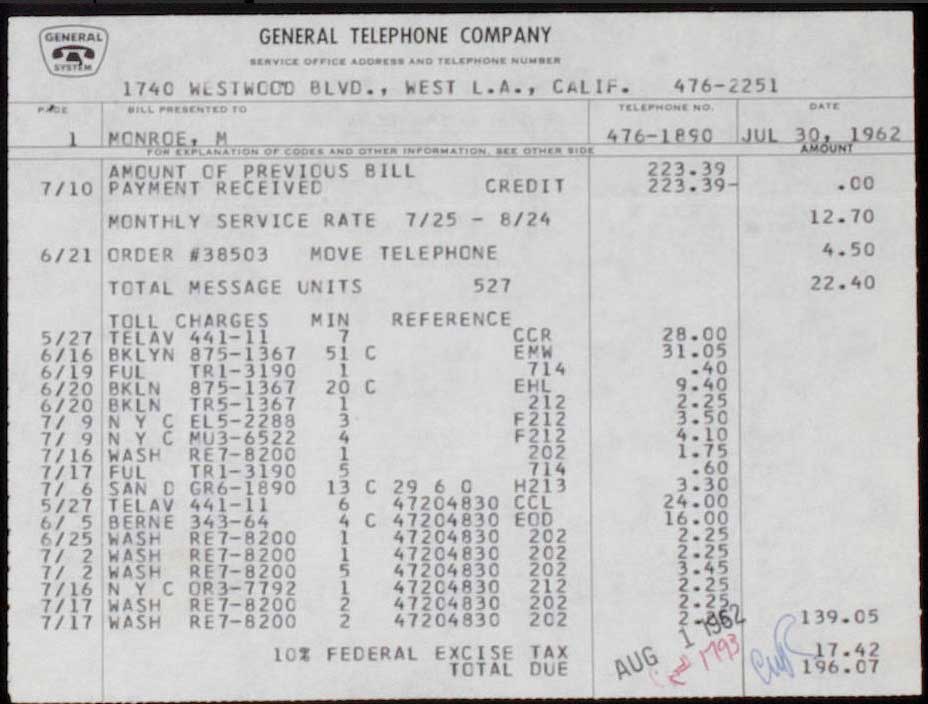 GENERAL
SYSTEM
GENERAL TELEPHONE COMPANY
SERVICE OFFICE ADDRESS AND TELEPHONE NUMBER
1740 WESTWOOD BLVD., WEST L.A., CALIF. 476-2251
PAGE BILL PRESENTED TO TELEPHONE NO. DATE
1 MONROE, M 476-1890 JUL 30, 1962
FOR EXPLANATION OF CODES AND OTHER INFORMATION, SEE OTHER SIDE AMOUNT
AMOUNT OF PREVIOUS BILL 223.39
7/10 PAYMENT RECEIVED CREDIT 223.39- .00
MONTHLY SERVICE RATE 7/25 - 8/24 12.70
6/21 ORDER #38503 MOVE TELEPHONE 4.50
TOTAL MESSAGE UNITS 527 22.40
TOLL CHARGES MIN REFERENCE
5/27 TELAV 441-11 7 CCR 28.00
6/16 BKLYN 875-1367 51 C EMW 31.05
6/19 FUL TR1-3190 1 714 .40
6/20 BKLN 875-1367 20 C EHL 9.40
6/20 BKLN TR5-1367 1 212 2.25
7/ 9 N Y C EL5-2288 3 F212 3.50
7/ 9 N Y C MU3-6522 4 F212 4.10
7/16 WASH RE7-8200 1 202 1.75
7/17 FUL TR1-3190 5 714 .60
7/ 6 SAN D GR6-1890 13 C 29 6 0 H213 3.30
5/27 TELAV 441-11 6 47204830 CCL 24.00
6/ 5 BERNE 343-64 4 C 47204830 EOD 16.00
6/25 WASH RE7-8200 1 47204830 202 2.25
7/ 2 WASH RE7-8200 1 47204830 202 2.25
7/ 2 WASH RE7-8200 5 47204830 202 3.45
7/16 N Y C OR3-7792 1 47204830 212 2.25
7/17 WASH RE7-8200 2 47204830 202 2.25
7/17 WASH RE7-8200 2 47204830 202 2.25 139.05
10% FEDERAL EXCISE TAX 17.42
TOTAL DUE 196.07
AUG 1 1962
1793